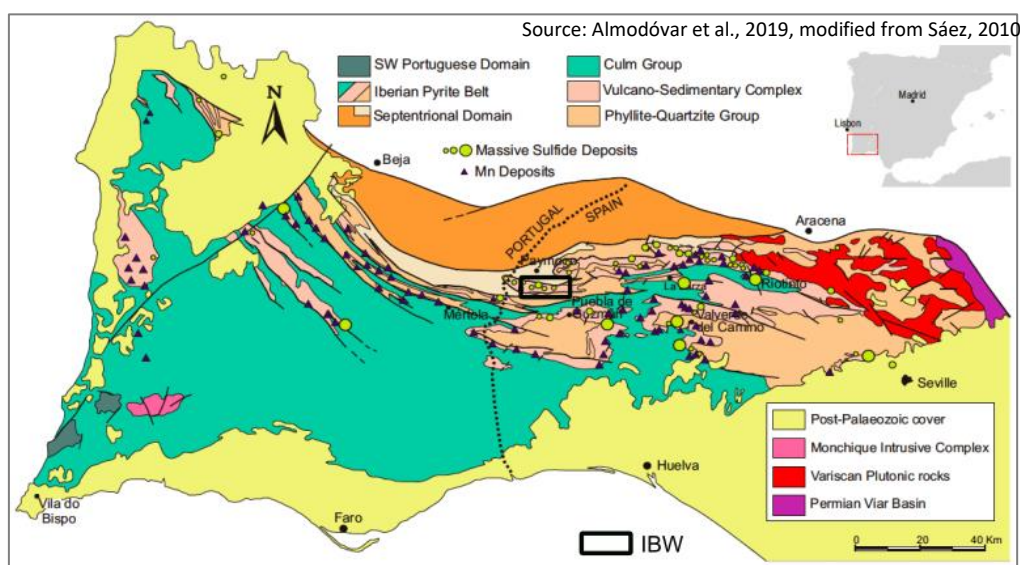 Source: Almodóvar et al., 2019, modified from Sáez, 2010
SW Portuguese Domain
Iberian Pyrite Belt
Septentrional Domain
Culm Group
Vulcano-Sedimentary Complex
Phyllite-Quartzite Group
Massive Sulfide Deposits
Mn Deposits
N
Madrid
Lisbon
Beja
PORTUGAL
SPAIN
Aracena
Riotinto
Mértola
Puebla de
Guzmán
Valverde
del Camino
Seville
Huelva
Faro
Vila do
Bispo
Post-Palaeozoic cover
Monchique Intrusive Complex
Variscan Plutonic rocks
Permian Viar Basin
IBW
0 20 40 Km